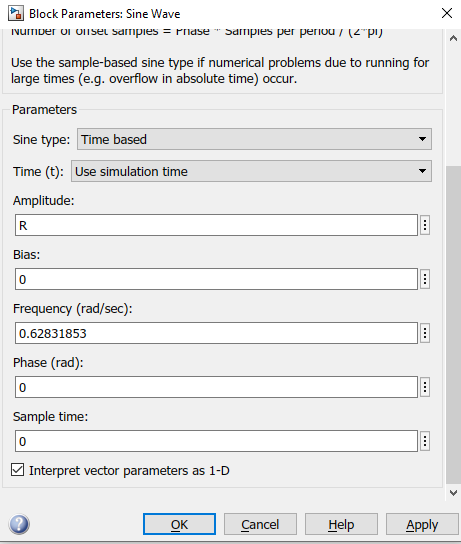 Block Parameters: Sine Wave
Number of offset samples = Phase * Samples per period / (2*pi)
Use the sample-based sine type if numerical problems due to running for
large times (e.g. overflow in absolute time) occur.
Parameters
Sine type: Time based
Time (t): Use simulation time
Amplitude:
R
Bias:
0
Frequency (rad/sec):
0.62831853
Phase (rad):
0
Sample time:
0
Interpret vector parameters as 1-D
OK Cancel Help Apply